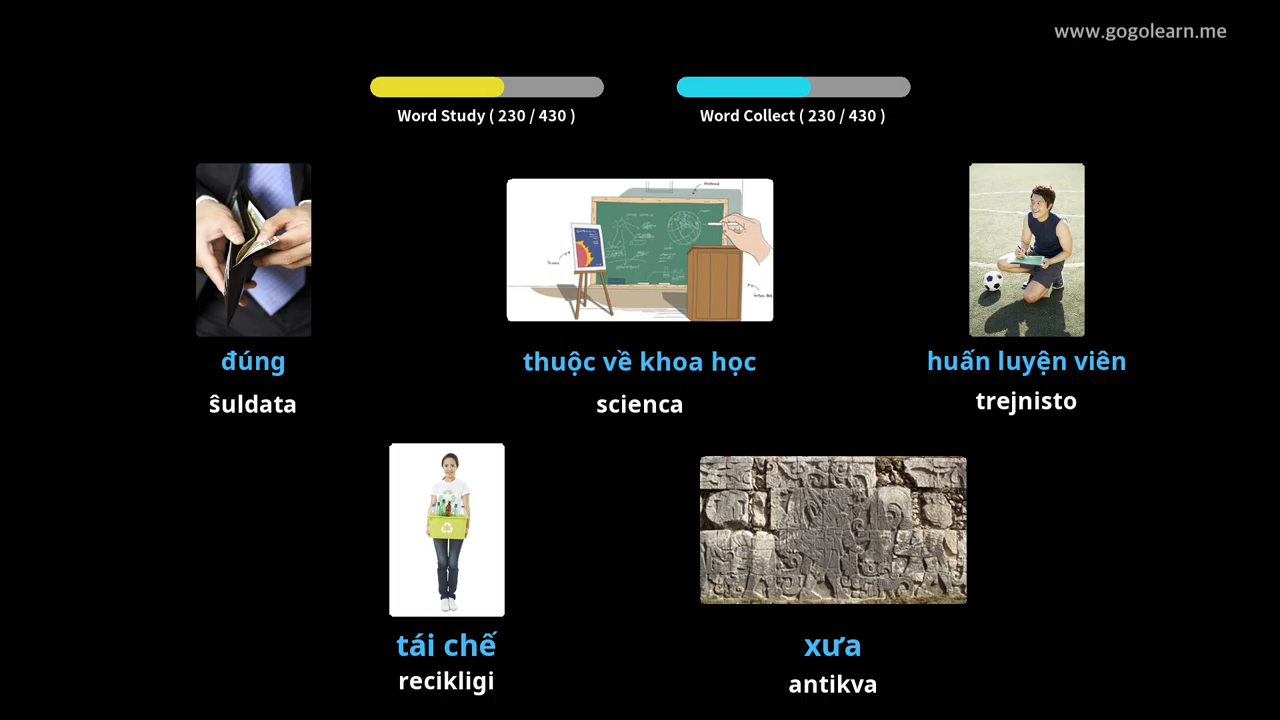 www.gogolearn.me
Word Study ( 230 / 430 )
Word Collect ( 230 / 430 )
đúng
thuộc về khoa học
huấn luyện viên
ŝuldata
scienca
trejnisto
tái chế
xưa
recikligi
antikva